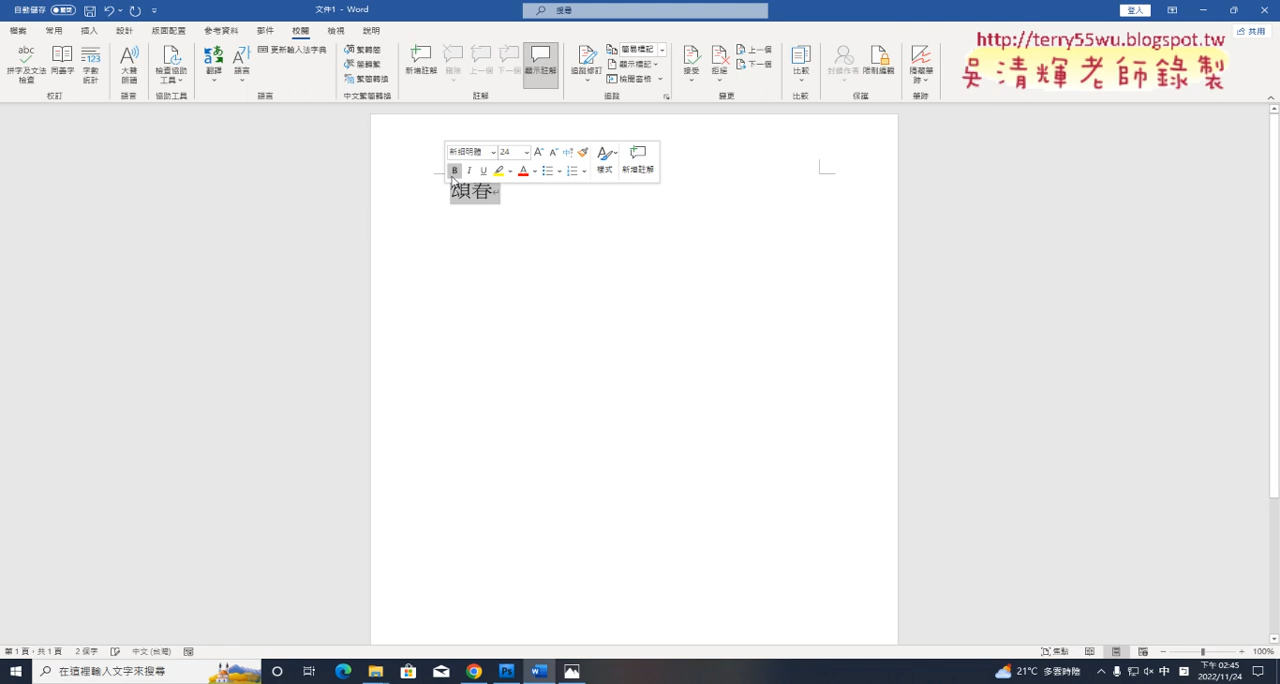 自動儲存
文件1 - Word
搜尋
登入
檔案 常用 插入 設計 版面配置 參考資料 郵件 校閱 檢視 說明
共用
http://terry55wu.blogspot.tw
吳清輝老師錄製
abc
拼字及文法檢查
同義字
123
字數統計
大聲朗讀
檢查協助工具
翻譯
語言
更新輸入法字典
繁轉簡
簡轉繁
繁簡轉換
新增註解
刪除
上一個
下一個
顯示註解
追蹤修訂
簡易標記
顯示標記
檢閱窗格
接受
拒絕
上一個
下一個
比較
封鎖作者
限制編輯
隱藏筆跡
校訂 語音 協助工具 語言 中文繁簡轉換 註解 追蹤 變更 比較 保護 筆跡
新細明體 24
B I U
樣式
新增註解
頌春
第 1 頁，共 1 頁 2 個字 中文 (台灣)
焦點
100%
在這裡輸入文字來搜尋
21°C 多雲時陰
中
下午 02:45
2022/11/24